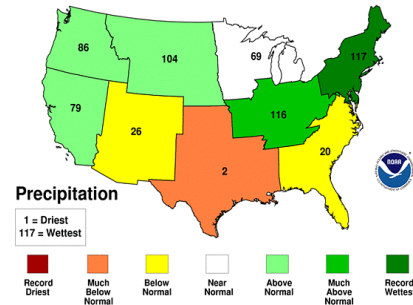 86
104
69
117
79
116
26
20
2
NOAA
Precipitation
1 = Driest
117 = Wettest
Record Driest
Much Below Normal
Below Normal
Near Normal
Above Normal
Much Above Normal
Record Wettest